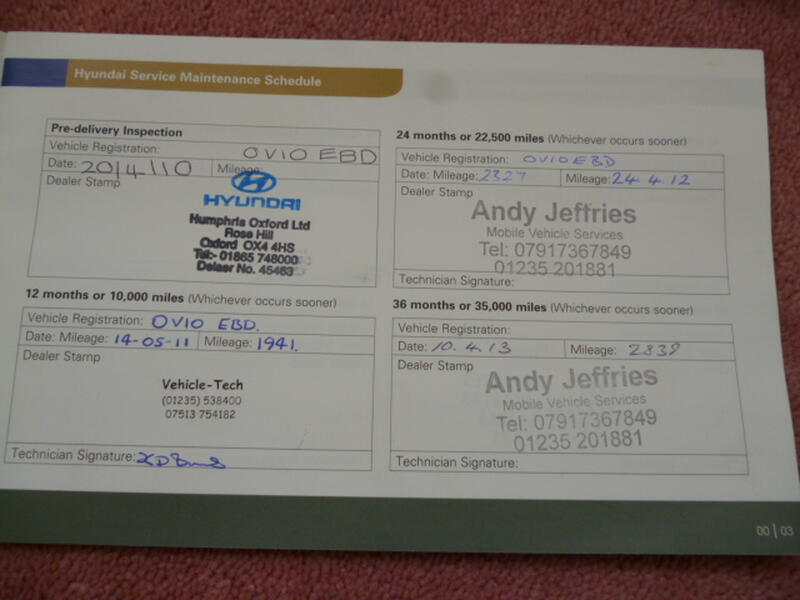 Hyundai Service Maintenance Schedule
Pre-delivery Inspection
Vehicle Registration: OV10 EBD
Date: 20/4/10 Mileage:
Dealer Stamp
HYUNDAI
Humphris Oxford Ltd
Rose Hill
Oxford OX4 4HS
Tel:- 01865 748000
Delaer No. 45463
12 months or 10,000 miles (Whichever occurs sooner)
Vehicle Registration: OV10 EBD.
Date: Mileage: 14-05-11 Mileage: 1941.
Dealer Stamp
Vehicle-Tech
(01235) 538400
07513 754182
Technician Signature:
24 months or 22,500 miles (Whichever occurs sooner)
Vehicle Registration: OV10 EBD
Date: Mileage: 2327 Mileage: 24.4.12
Dealer Stamp
Andy Jeffries
Mobile Vehicle Services
Tel: 07917367849
01235 201881
Technician Signature:
36 months or 35,000 miles (Whichever occurs sooner)
Vehicle Registration:
Date: 10.4.13 Mileage: 2838
Dealer Stamp
Andy Jeffries
Mobile Vehicle Services
Tel: 07917367849
01235 201881
Technician Signature:
00 | 03